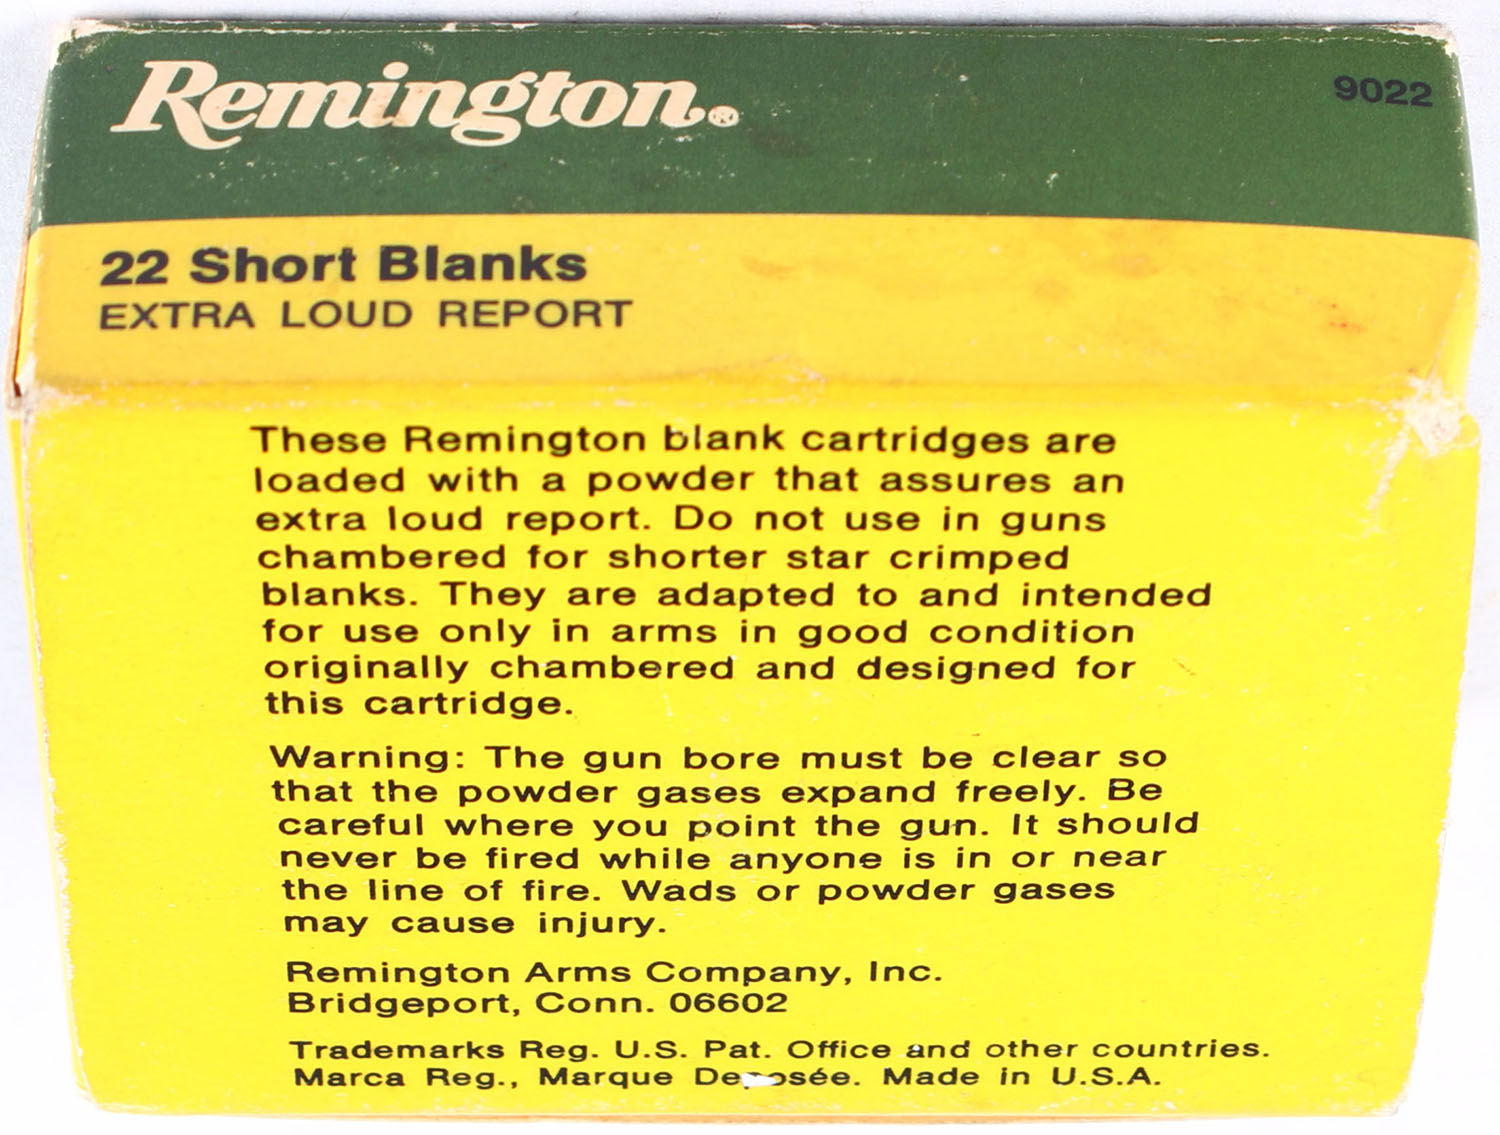 Remington®
9022
22 Short Blanks
EXTRA LOUD REPORT
These Remington blank cartridges are
loaded with a powder that assures an
extra loud report. Do not use in guns
chambered for shorter star crimped
blanks. They are adapted to and intended
for use only in arms in good condition
originally chambered and designed for
this cartridge.
Warning: The gun bore must be clear so
that the powder gases expand freely. Be
careful where you point the gun. It should
never be fired while anyone is in or near
the line of fire. Wads or powder gases
may cause injury.
Remington Arms Company, Inc.
Bridgeport, Conn. 06602
Trademarks Reg. U.S. Pat. Office and other countries.
Marca Reg., Marque Deposée. Made in U.S.A.